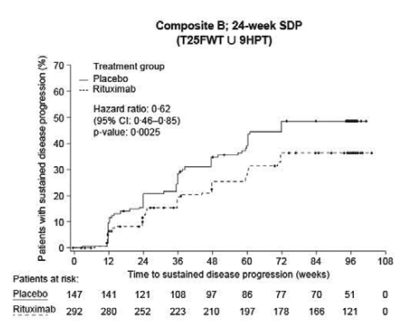 Composite B; 24-week SDP
(T25FWT U 9HPT)
Patients with sustained disease progression (%)
70
60
50
40
30
20
10
0
Treatment group
Placebo
Rituximab
Hazard ratio: 0·62
(95% CI: 0·46–0·85)
p-value: 0·0025
0 12 24 36 48 60 72 84 96 108
Time to sustained disease progression (weeks)
Patients at risk:
Placebo 147 141 121 108 97 86 77 70 51 0
Rituximab 292 280 252 223 210 197 178 166 121 0